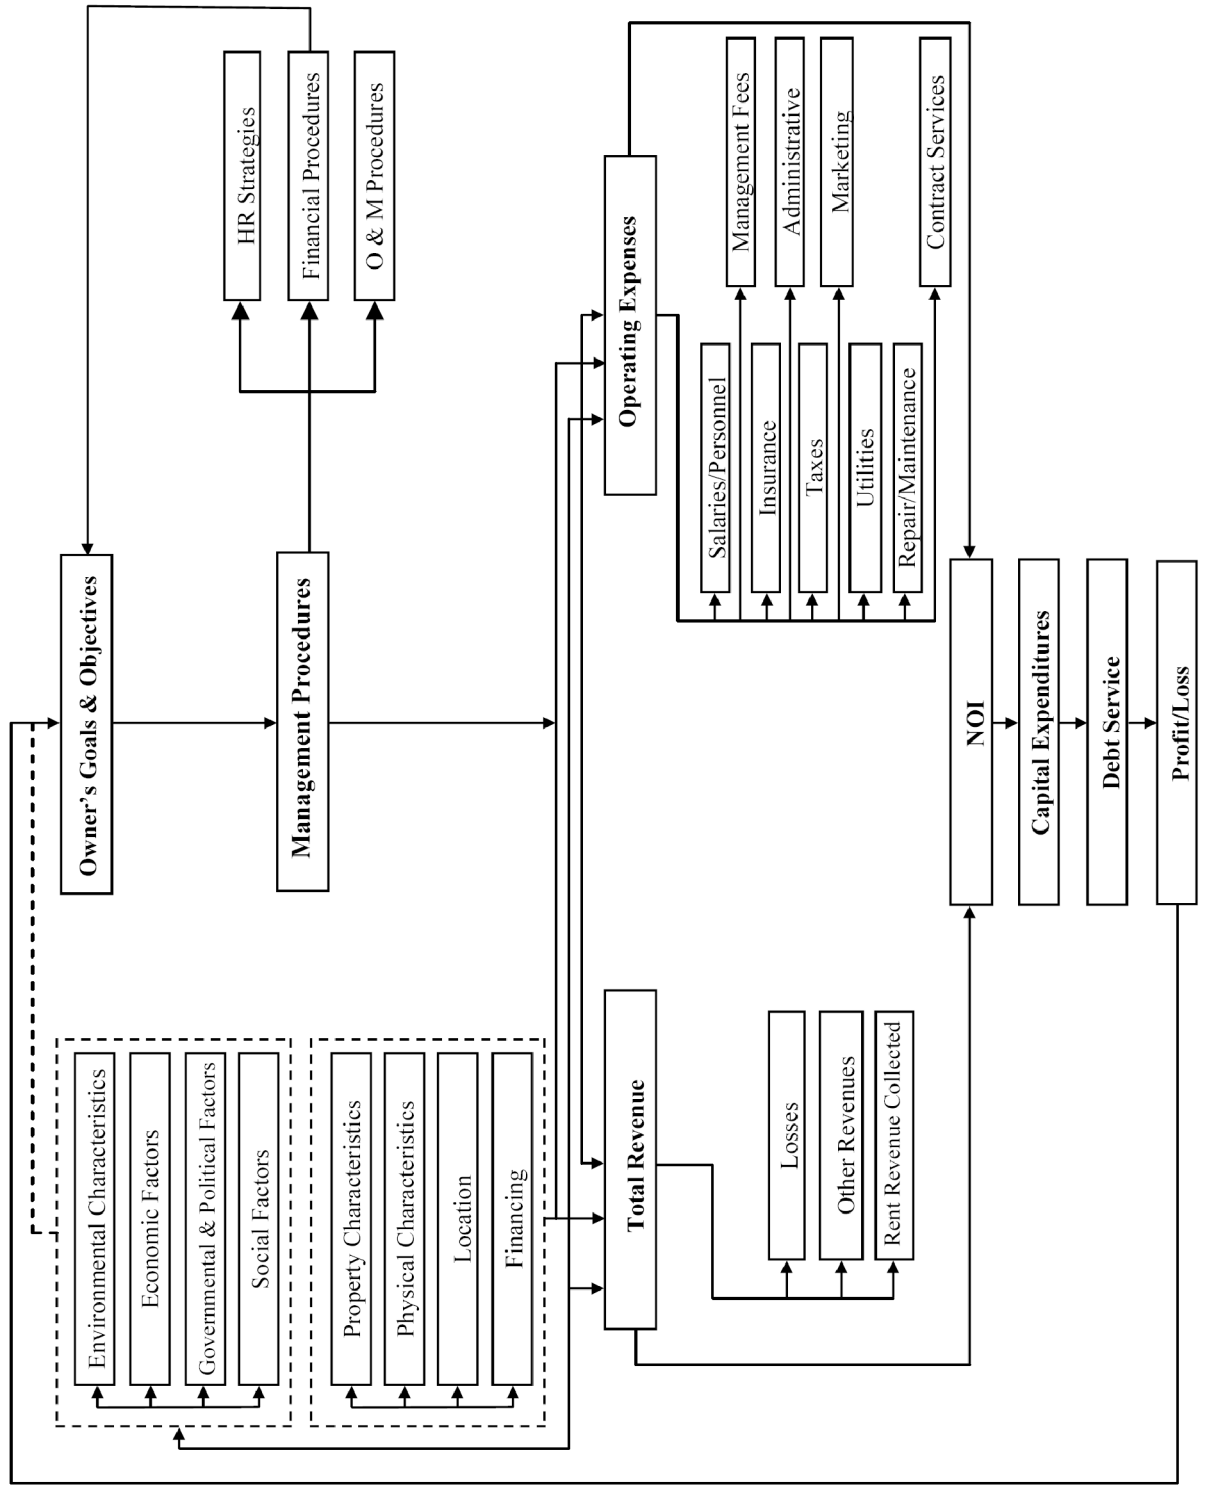 Owner's Goals & Objectives
Management Procedures
HR Strategies
Financial Procedures
O & M Procedures
Environmental Characteristics
Economic Factors
Governmental & Political Factors
Social Factors
Property Characteristics
Physical Characteristics
Location
Financing
Total Revenue
Losses
Other Revenues
Rent Revenue Collected
Operating Expenses
Salaries/Personnel
Management Fees
Insurance
Administrative
Taxes
Marketing
Utilities
Repair/Maintenance
Contract Services
NOI
Capital Expenditures
Debt Service
Profit/Loss